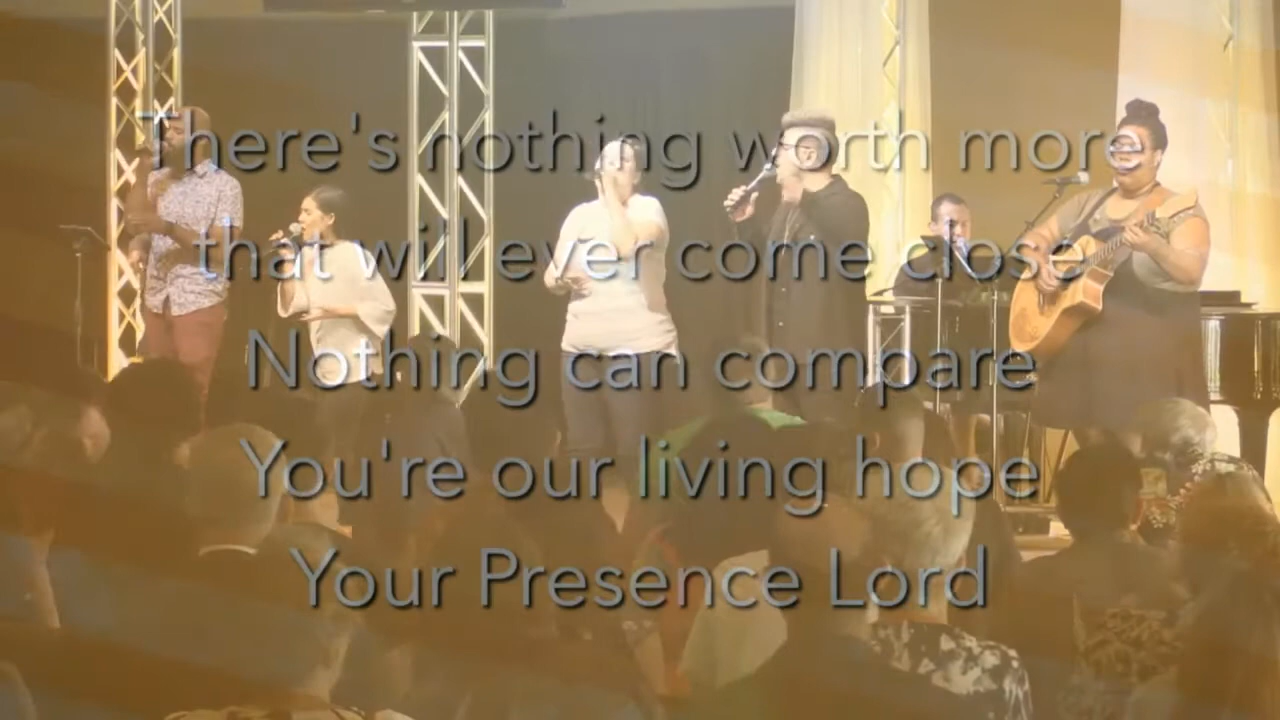 There's nothing worth more
that will ever come close
Nothing can compare
You're our living hope
Your Presence Lord